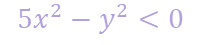 5x² − y² < 0